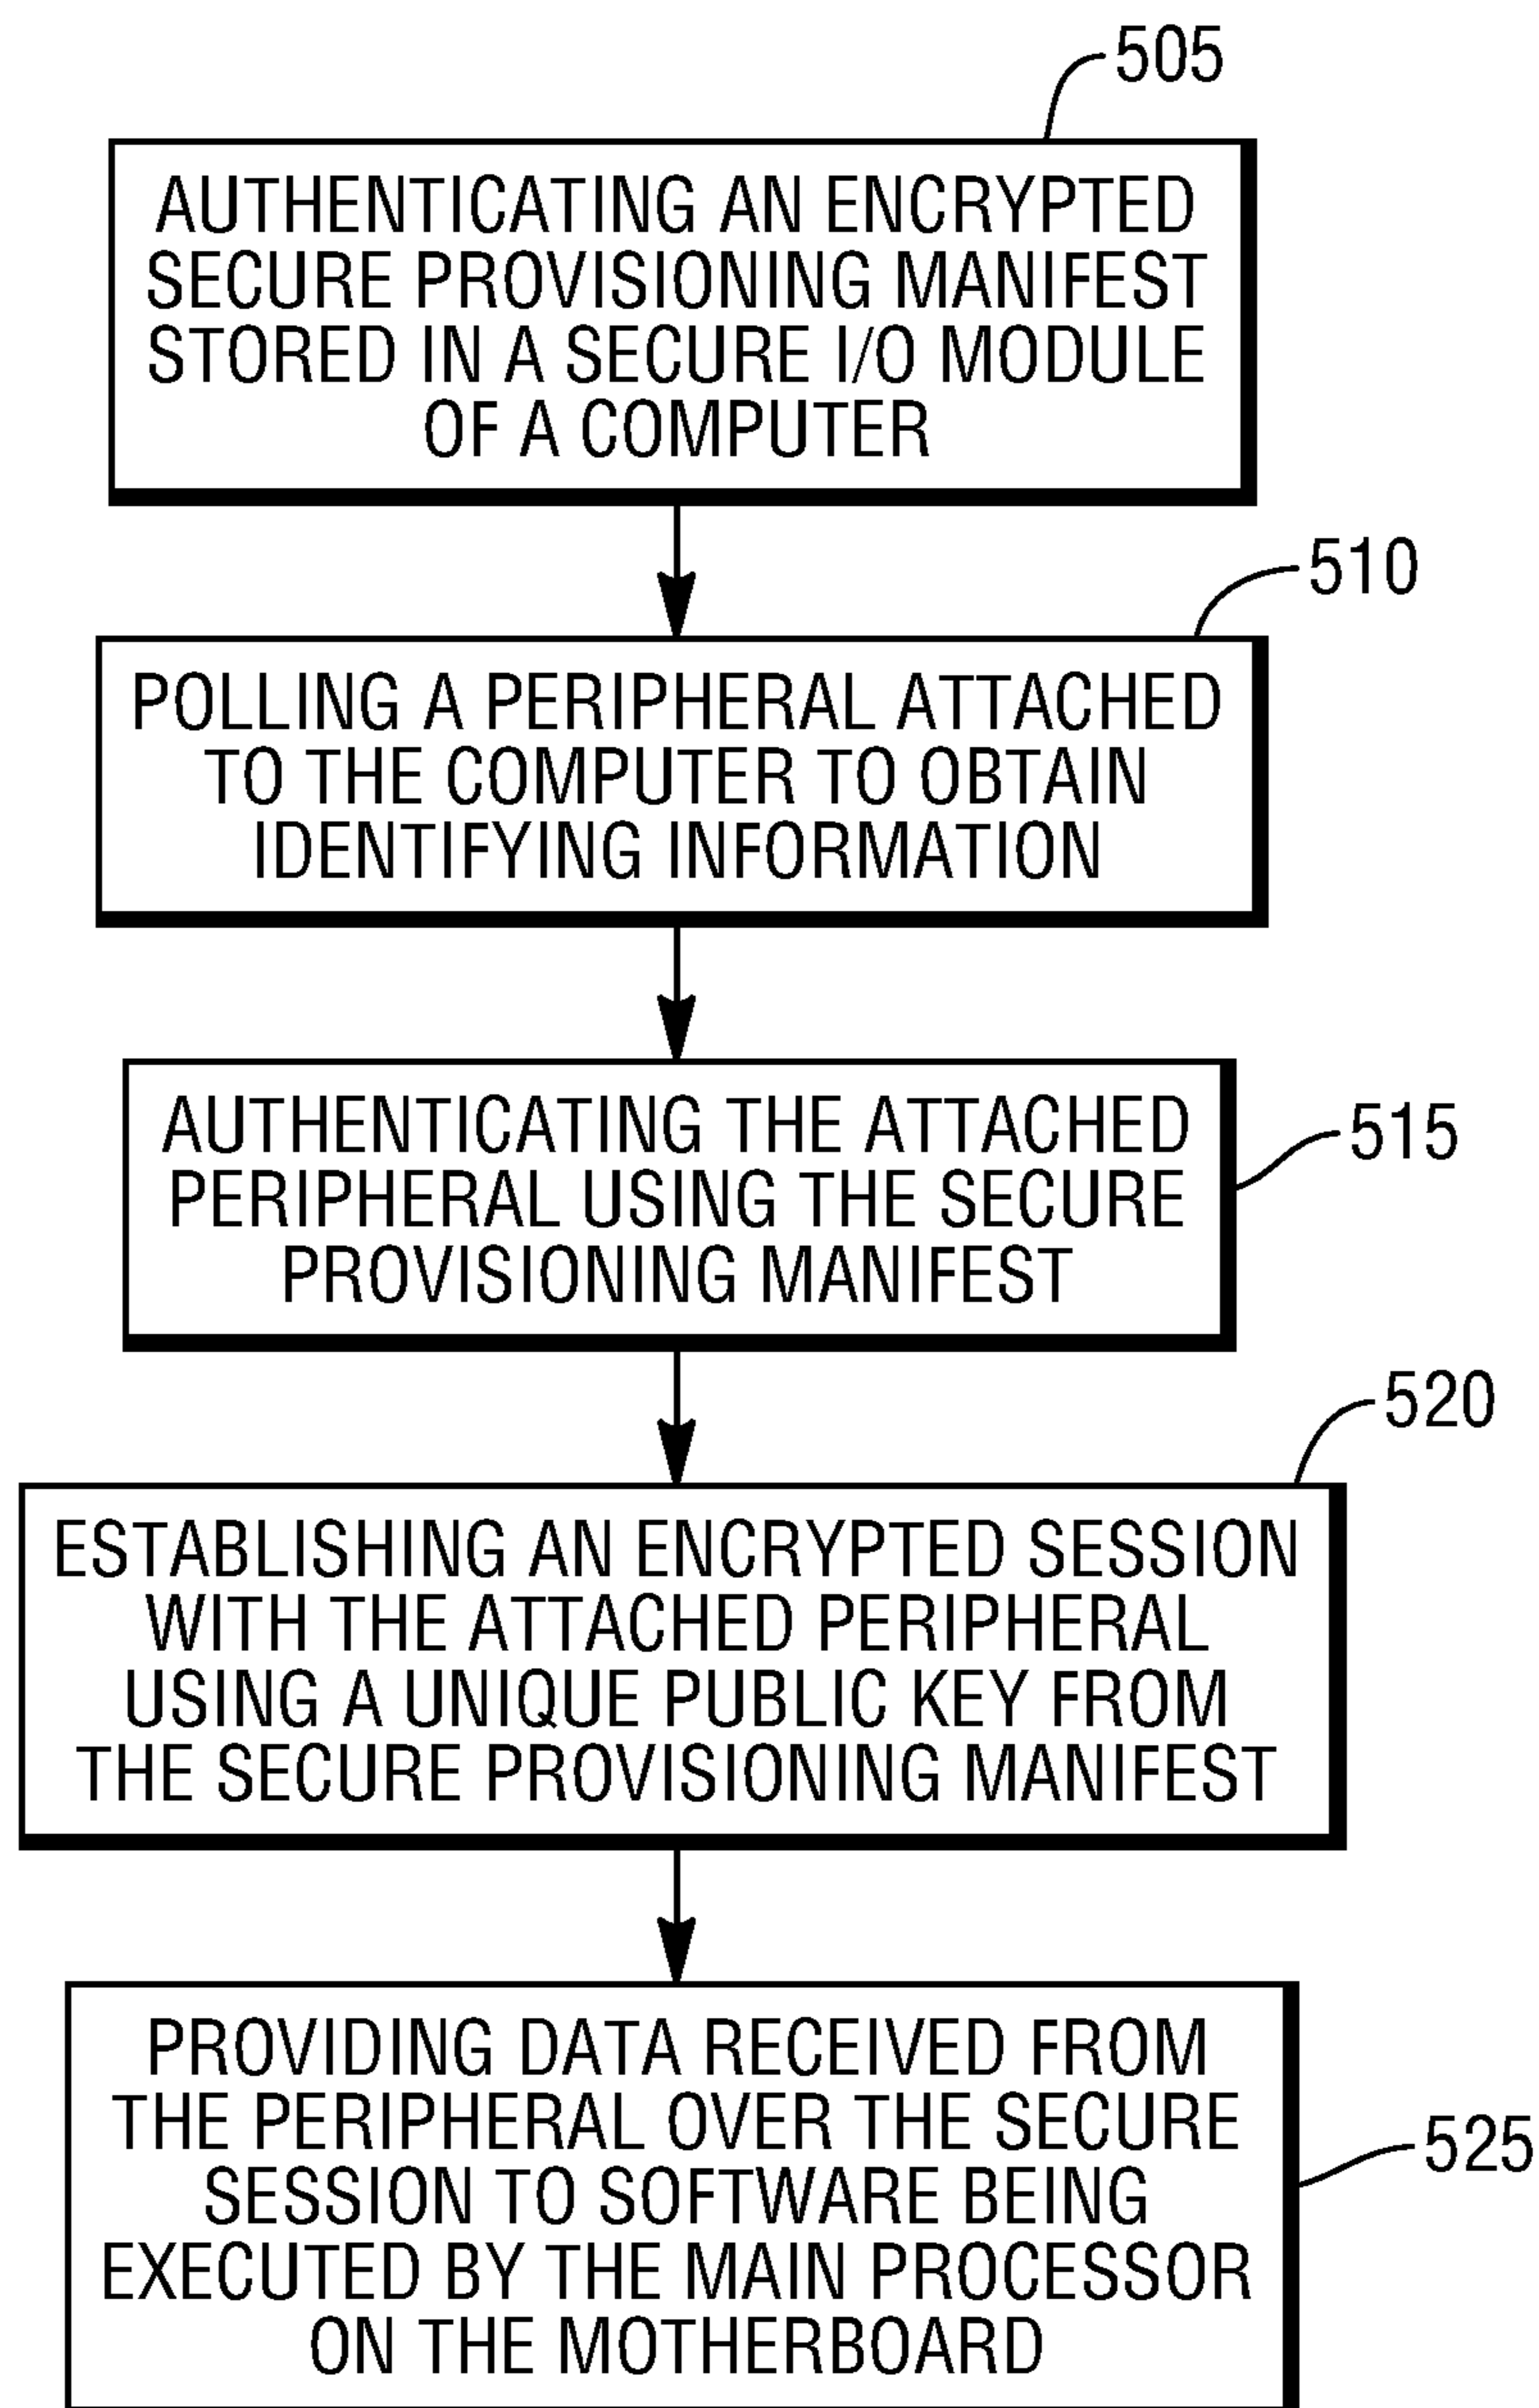 505
AUTHENTICATING AN ENCRYPTED
SECURE PROVISIONING MANIFEST
STORED IN A SECURE I/O MODULE
OF A COMPUTER
510
POLLING A PERIPHERAL ATTACHED
TO THE COMPUTER TO OBTAIN
IDENTIFYING INFORMATION
AUTHENTICATING THE ATTACHED
PERIPHERAL USING THE SECURE
PROVISIONING MANIFEST
515
520
ESTABLISHING AN ENCRYPTED SESSION
WITH THE ATTACHED PERIPHERAL
USING A UNIQUE PUBLIC KEY FROM
THE SECURE PROVISIONING MANIFEST
PROVIDING DATA RECEIVED FROM
THE PERIPHERAL OVER THE SECURE
SESSION TO SOFTWARE BEING
EXECUTED BY THE MAIN PROCESSOR
ON THE MOTHERBOARD
525